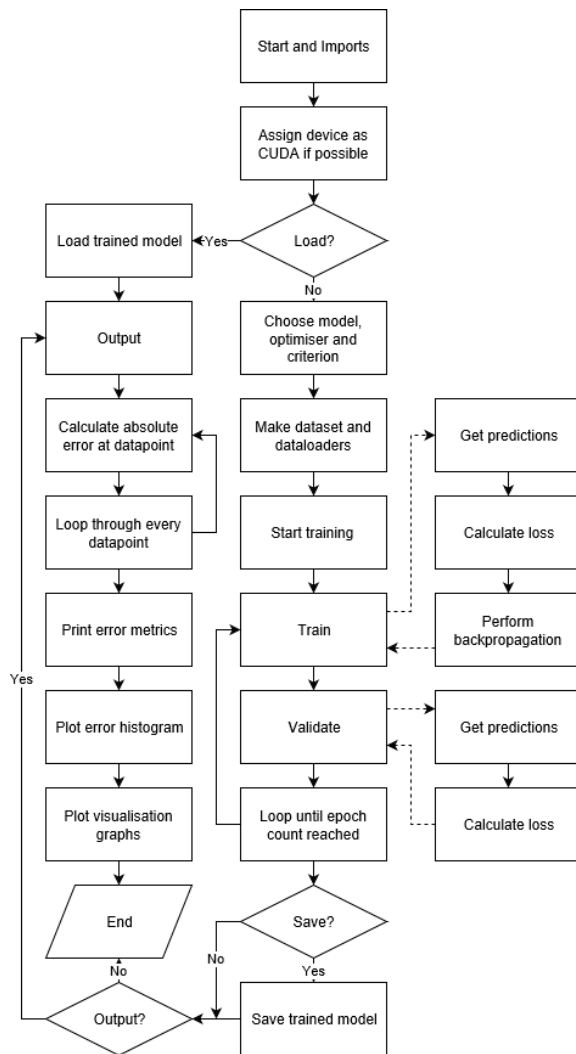 Start and Imports
Assign device as
CUDA if possible
Load?
Yes
Load trained model
No
Output
Choose model,
optimiser and
criterion
Calculate absolute
error at datapoint
Make dataset and
dataloaders
Get predictions
Loop through every
datapoint
Start training
Calculate loss
Print error metrics
Train
Perform
backpropagation
Yes
Plot error histogram
Validate
Get predictions
Plot visualisation
graphs
Loop until epoch
count reached
Calculate loss
End
Save?
No
No
Yes
Output?
Save trained model